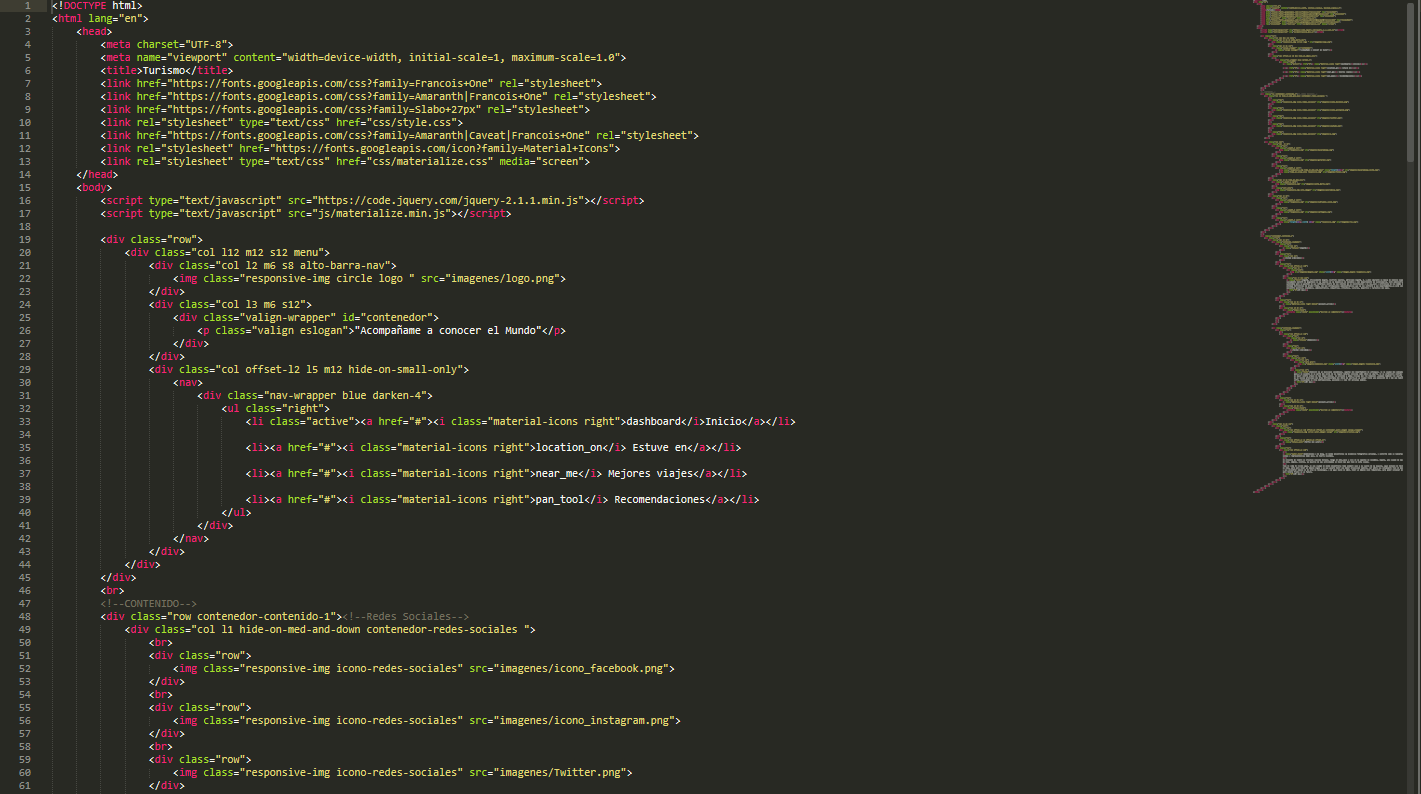 1 <!DOCTYPE html>
2 <html lang="en">
3     <head>
4         <meta charset="UTF-8">
5         <meta name="viewport" content="width=device-width, initial-scale=1, maximum-scale=1.0">
6         <title>Turismo</title>
7         <link href="https://fonts.googleapis.com/css?family=Francois+One" rel="stylesheet">
8         <link href="https://fonts.googleapis.com/css?family=Amaranth|Francois+One" rel="stylesheet">
9         <link href="https://fonts.googleapis.com/css?family=Slabo+27px" rel="stylesheet">
10         <link rel="stylesheet" type="text/css" href="css/style.css">
11         <link href="https://fonts.googleapis.com/css?family=Amaranth|Caveat|Francois+One" rel="stylesheet">
12         <link rel="stylesheet" href="https://fonts.googleapis.com/icon?family=Material+Icons">
13         <link rel="stylesheet" type="text/css" href="css/materialize.css" media="screen">
14     </head>
15     <body>
16         <script type="text/javascript" src="https://code.jquery.com/jquery-2.1.1.min.js"></script>
17         <script type="text/javascript" src="js/materialize.min.js"></script>
18
19         <div class="row">
20             <div class="col l12 m12 s12 menu">
21                 <div class="col l2 m6 s8 alto-barra-nav">
22                     <img class="responsive-img circle logo " src="imagenes/logo.png">
23                 </div>
24                 <div class="col l3 m6 s12">
25                     <div class="valign-wrapper" id="contenedor">
26                         <p class="valign eslogan">"Acompañame a conocer el Mundo"</p>
27                     </div>
28                 </div>
29                 <div class="col offset-l2 l5 m12 hide-on-small-only">
30                     <nav>
31                         <div class="nav-wrapper blue darken-4">
32                             <ul class="right">
33                                 <li class="active"><a href="#"><i class="material-icons right">dashboard</i>Inicio</a></li>
34
35                                 <li><a href="#"><i class="material-icons right">location_on</i> Estuve en</a></li>
36
37                                 <li><a href="#"><i class="material-icons right">near_me</i> Mejores viajes</a></li>
38
39                                 <li><a href="#"><i class="material-icons right">pan_tool</i> Recomendaciones</a></li>
40                             </ul>
41                         </div>
42                     </nav>
43                 </div>
44             </div>
45         </div>
46         <br>
47         <!--CONTENIDO-->
48         <div class="row contenedor-contenido-1"><!--Redes Sociales-->
49             <div class="col l1 hide-on-med-and-down contenedor-redes-sociales ">
50                 <br>
51                 <div class="row">
52                     <img class="responsive-img icono-redes-sociales" src="imagenes/icono_facebook.png">
53                 </div>
54                 <br>
55                 <div class="row">
56                     <img class="responsive-img icono-redes-sociales" src="imagenes/icono_instagram.png">
57                 </div>
58                 <br>
59                 <div class="row">
60                     <img class="responsive-img icono-redes-sociales" src="imagenes/Twitter.png">
61                 </div>